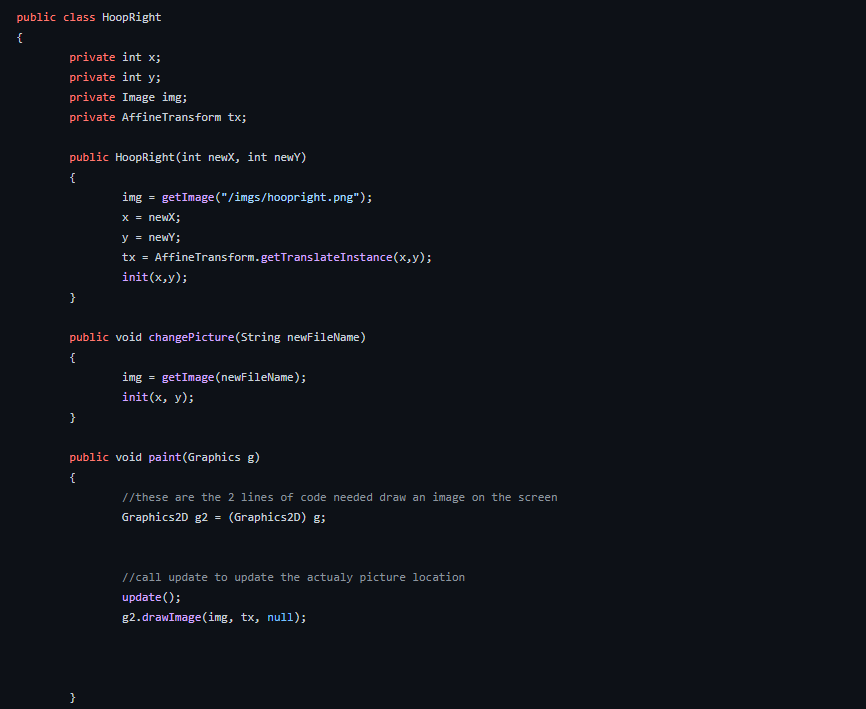 public class HoopRight
{
private int x;
private int y;
private Image img;
private AffineTransform tx;
public HoopRight(int newX, int newY)
{
img = getImage("/imgs/hoopright.png");
x = newX;
y = newY;
tx = AffineTransform.getTranslateInstance(x,y);
init(x,y);
}
public void changePicture(String newFileName)
{
img = getImage(newFileName);
init(x, y);
}
public void paint(Graphics g)
{
//these are the 2 lines of code needed draw an image on the screen
Graphics2D g2 = (Graphics2D) g;
//call update to update the actualy picture location
update();
g2.drawImage(img, tx, null);
}